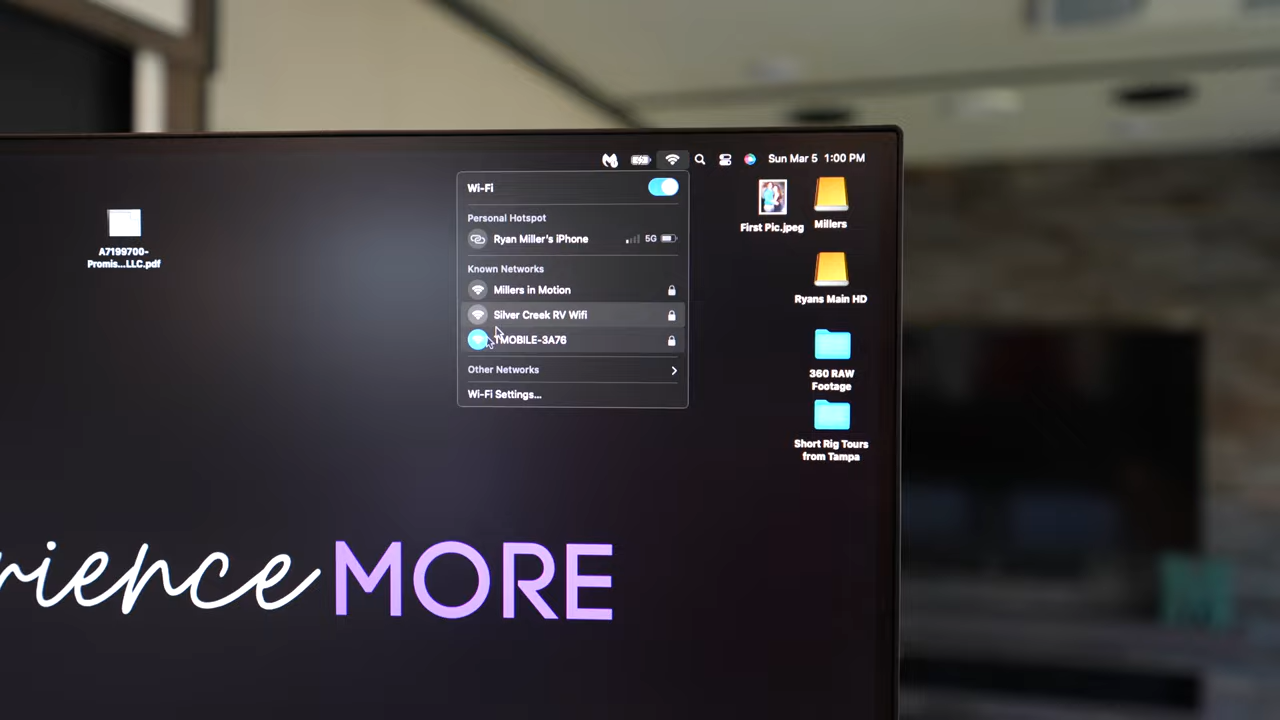 Sun Mar 5 1:00 PM
Wi-Fi
Personal Hotspot
Ryan Miller's iPhone 5G
Known Networks
Millers in Motion
Silver Creek RV Wifi
TMOBILE-3A76
Other Networks
Wi-Fi Settings...
A7199700-
Promis...LLC.pdf
First Pic.jpeg
Millers
Ryans Main HD
360 RAW
Footage
Short Rig Tours
from Tampa
rience MORE